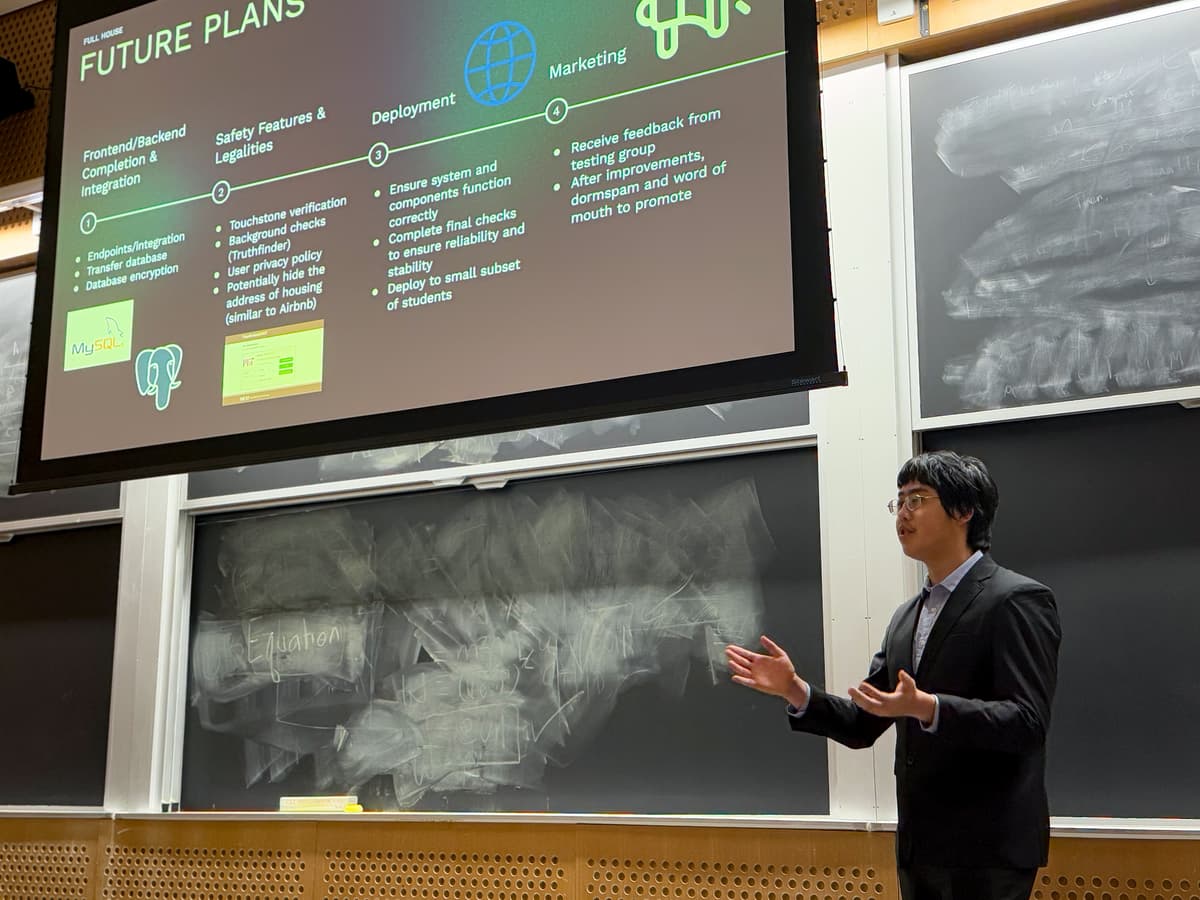 FULL HOUSE
FUTURE PLANS
Frontend/Backend
Completion &
Integration
1
• Endpoints/Integration
• Transfer database
• Database encryption
MySQL
Safety Features &
Legalities
2
• Touchstone verification
• Background checks
(Truthfinder)
• User privacy policy
• Potentially hide the
address of housing
(similar to Airbnb)
Deployment
3
• Ensure system and
components function
correctly
• Complete final checks
to ensure reliability and
stability
• Deploy to small subset
of students
Marketing
4
• Receive feedback from
testing group
• After improvements,
dormspam and word of
mouth to promote
Equation